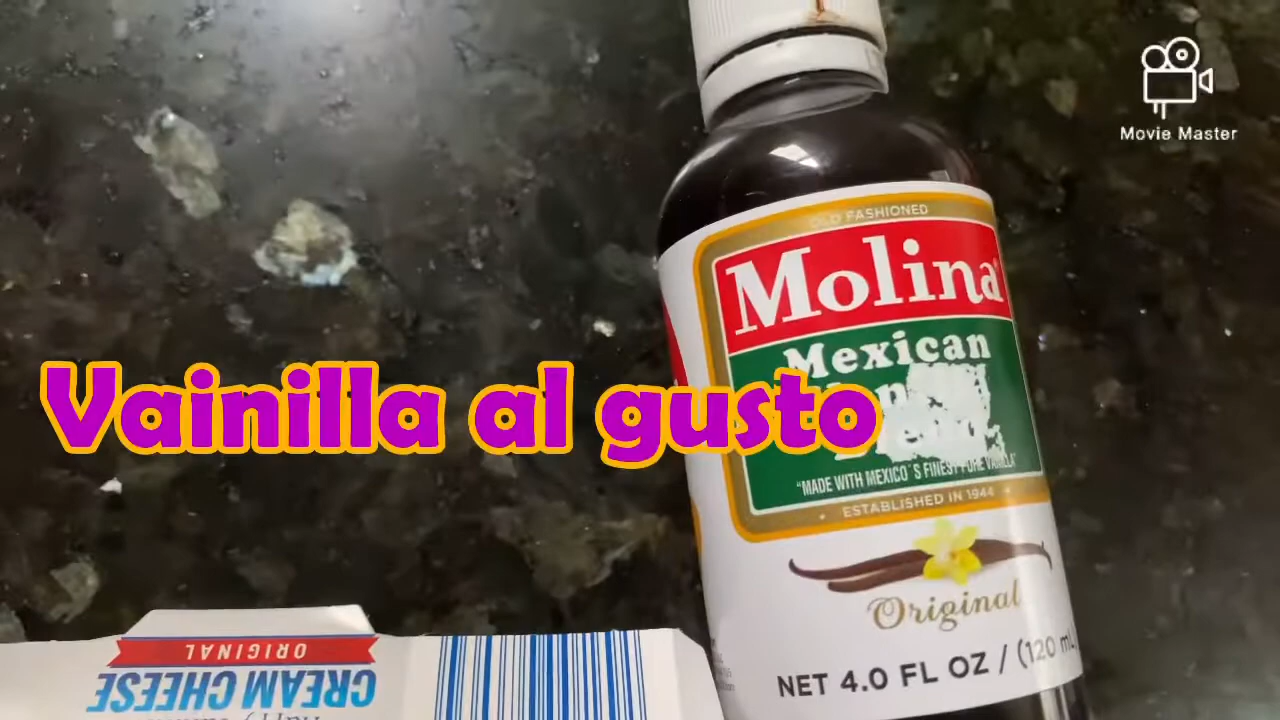 Movie Master
OLD FASHIONED
Molina
Mexican
"MADE WITH MEXICO'S FINEST PURE VANILLA"
ESTABLISHED IN 1944
Original
NET 4.0 FL OZ / (120 mL
Vainilla al gusto
ORIGINAL
CREAM CHEESE